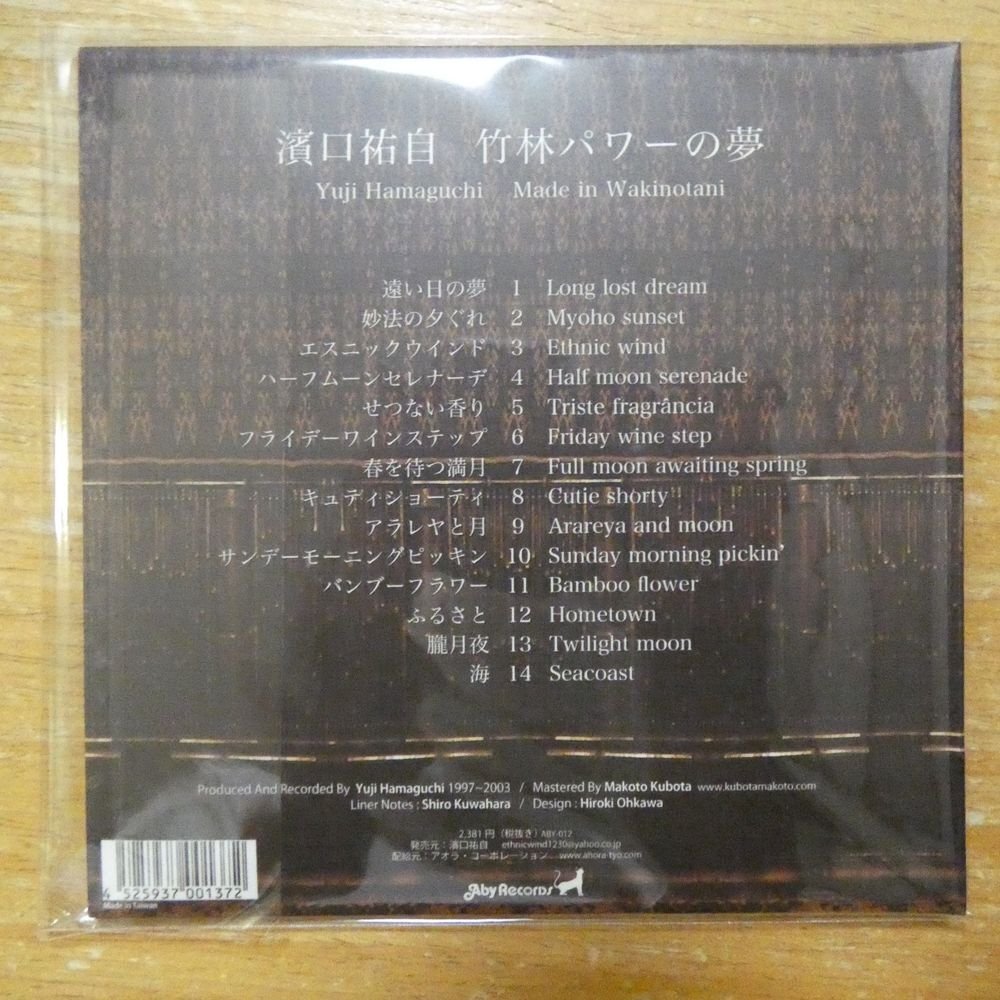 濱口祐自 竹林パワーの夢
Yuji Hamaguchi Made in Wakinotani
遠い日の夢 1 Long lost dream
妙法の夕ぐれ 2 Myoho sunset
エスニックウインド 3 Ethnic wind
ハーフムーンセレナーデ 4 Half moon serenade
せつない香り 5 Triste fragrância
フライデーワインステップ 6 Friday wine step
春を待つ満月 7 Full moon awaiting spring
キュディショーティ 8 Cutie shorty
アラレヤと月 9 Arareya and moon
サンデーモーニングピッキン 10 Sunday morning pickin'
バンブーフラワー 11 Bamboo flower
ふるさと 12 Hometown
朧月夜 13 Twilight moon
海 14 Seacoast
Produced And Recorded By Yuji Hamaguchi 1997~2003 / Mastered By Makoto Kubota www.kubotamakoto.com
Liner Notes : Shiro Kuwahara / Design : Hiroki Ohkawa
2,381円（税抜き）ABY-012
発売元：濱口祐自 ethnicwind1230@yahoo.co.jp
配給元：アオラ・コーポレーション www.ahora-tyo.com
Aby Records
4 525937 001372
Made in Taiwan